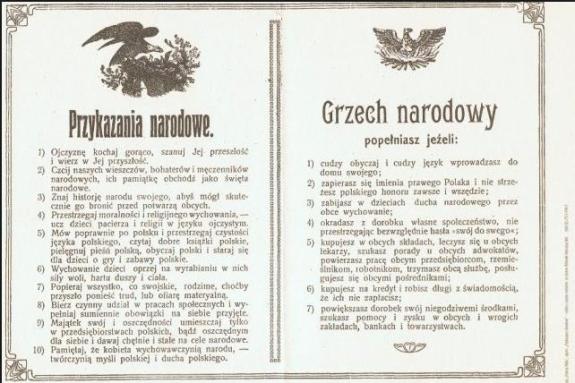 Przykazania narodowe.
1) Ojczyznę kochaj gorąco, szanuj Jej przeszłość
i wierz w Jej przyszłość.
2) Czcij naszych wieszczów, bohaterów i męczenników
narodowych, ich pamiątkę obchodź jako święta
narodowe.
3) Znaj historję narodu swojego, abyś mógł skute-
cznie go bronić przed potwarzą obcych.
4) Przestrzegaj moralności i religijnego wychowania, —
ucz dzieci pacierza i religii w języku ojczystym.
5) Mów poprawnie po polsku i przestrzegaj czystości
języka polskiego, czytaj dobre książki polskie,
pielęgnuj pieśń polską, obyczaj polski i staraj się
dla dzieci o gry i zabawy polskie.
6) Wychowanie dzieci oprzej na wyrabianiu w nich
siły woli, hartu duszy i ciała.
7) Popieraj wszystko, co swojskie, rodzime, choćby
przyszło ponieść trud, lub ofiarę materyalną.
8) Bierz czynny udział w pracach społecznych i wy-
pełniaj sumiennie obowiązki na siebie przyjęte.
9) Majątek swój i oszczędności umieszczaj tylko
w przedsiębiorstwach polskich, bądź oszczędnym
dla siebie i dawaj chętnie i stale na cele narodowe.
10) Pamiętaj, że kobieta wychowawczynią narodu, —
twórczynią myśli polskiej i ducha polskiego.
Grzech narodowy
popełniasz jeżeli:
1) cudzy obyczaj i cudzy język wprowadzasz do
domu swojego;
2) zapierasz się imienia prawego Polaka i nie strze-
żesz polskiego honoru zawsze i wszędzie;
3) zabijasz w dzieciach ducha narodowego przez
obce wychowanie;
4) okradasz z dorobku własne społeczeństwo, nie
przestrzegając bezwzględnie hasła «swój do swego»;
5) kupujesz w obcych składach, leczysz się u obcych
lekarzy, szukasz porady u obcych adwokatów,
powierzasz pracę obcym przedsiębiorcom, rzemie-
ślnikom, robotnikom, trzymasz obcą służbę, posłu-
gujesz się obcymi pośrednikami;
6) kupujesz na kredyt i robisz długi z świadomością,
że ich nie zapłacisz;
7) powiększasz dorobek swój niegodziwemi środkami,
szukasz pomocy i zysku w obcych i wrogich
zakładach, bankach i towarzystwach.